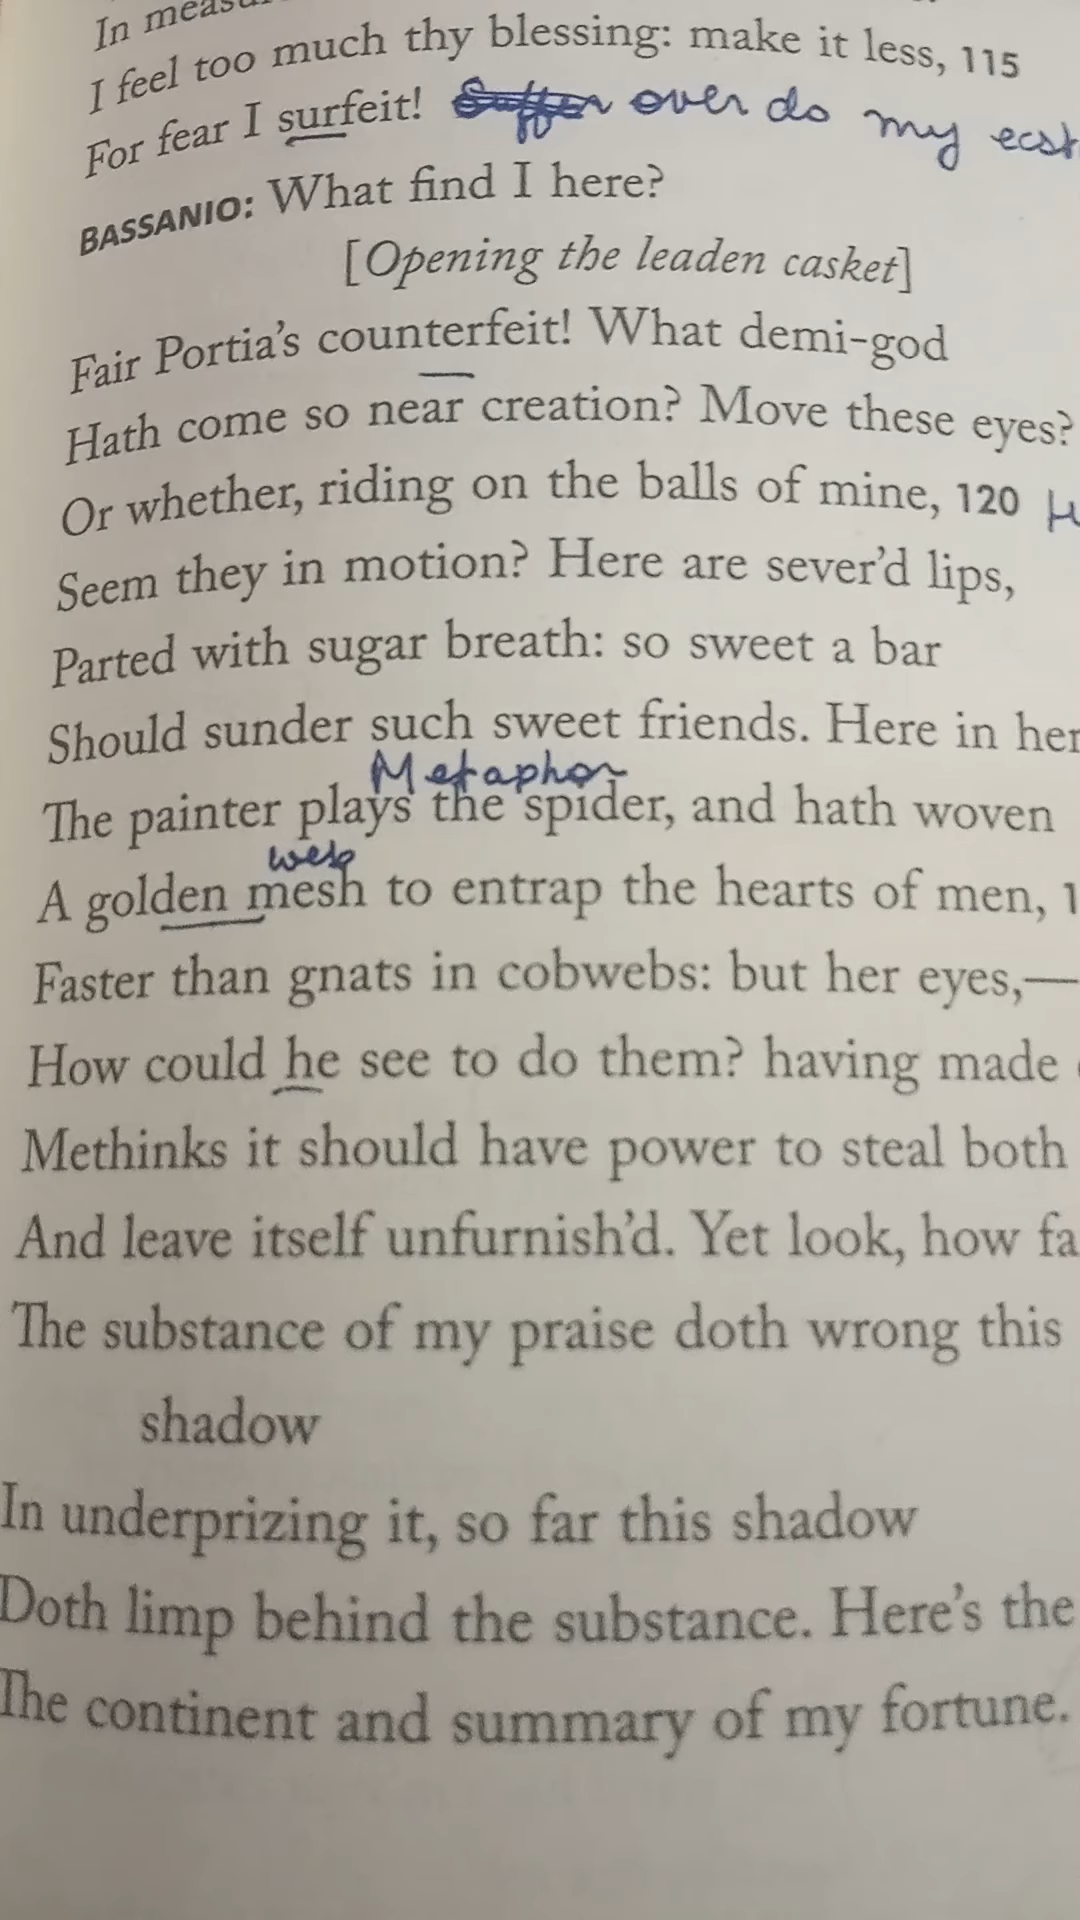 In
I feel too much thy blessing: make it less, 115
For fear I surfeit! over do my
BASSANIO: What find I here?
[Opening the leaden casket]
Fair Portia's counterfeit! What demi-god
Hath come so near creation? Move these eyes?
Or whether, riding on the balls of mine, 120
Seem they in motion? Here are sever'd lips,
Parted with sugar breath: so sweet a bar
Should sunder such sweet friends. Here in her
Metaphor
The painter plays the spider, and hath woven
web
A golden mesh to entrap the hearts of men,
Faster than gnats in cobwebs: but her eyes,—
How could he see to do them? having made
Methinks it should have power to steal both
And leave itself unfurnish'd. Yet look, how
The substance of my praise doth wrong this
shadow
In underprizing it, so far this shadow
Doth limp behind the substance. Here's the
The continent and summary of my fortune.